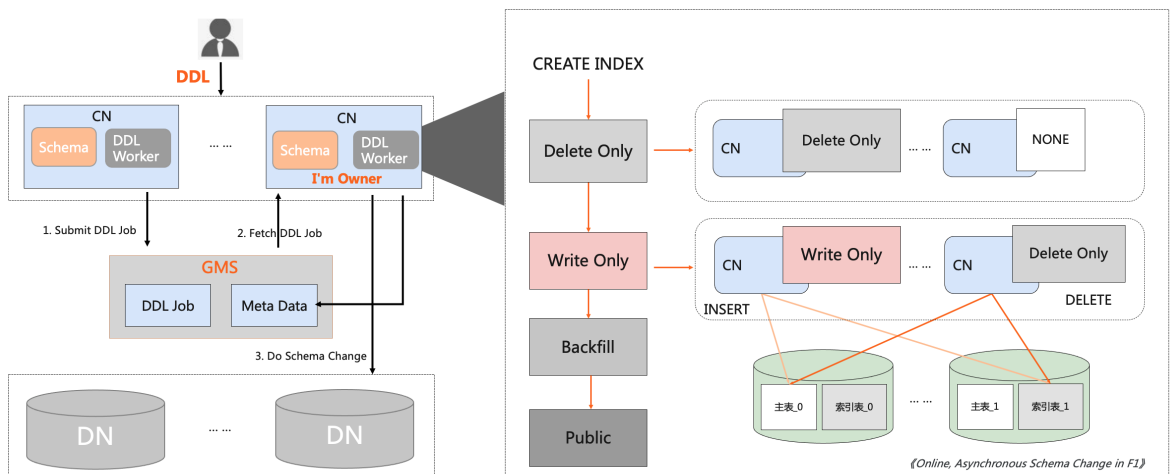 DDL
CN
Schema
DDL
Worker
... ...
CN
Schema
DDL
Worker
I'm Owner
1. Submit DDL Job
2. Fetch DDL Job
GMS
DDL Job
Meta Data
3. Do Schema Change
DN
... ...
DN
CREATE INDEX
Delete Only
Write Only
Backfill
Public
CN
Delete Only
... ...
CN
NONE
CN
Write Only
... ...
CN
Delete Only
INSERT
DELETE
主表_0
索引表_0
... ...
主表_1
索引表_1
《Online, Asynchronous Schema Change in F1》